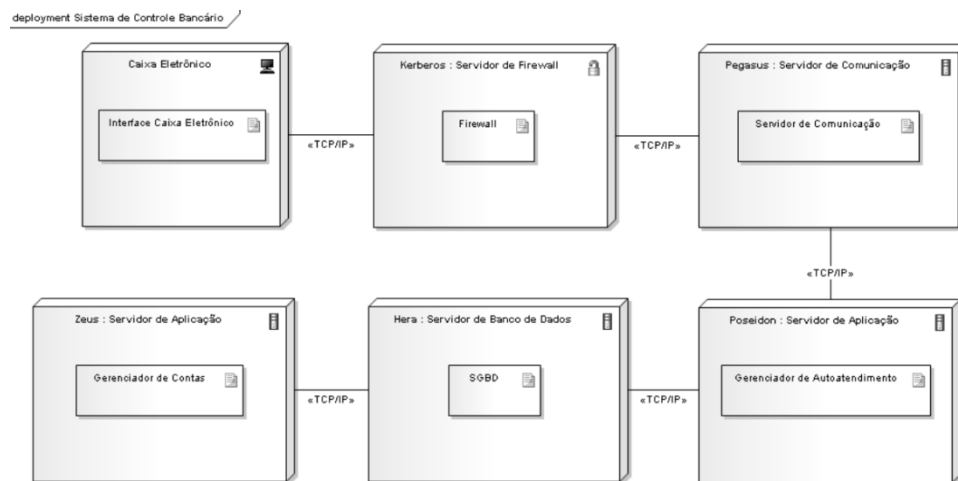 deployment Sistema de Controle Bancário
Caixa Eletrônico
Interface Caixa Eletrônico
«TCP/IP»
Kerberos : Servidor de Firewall
Firewall
«TCP/IP»
Pegasus : Servidor de Comunicação
Servidor de Comunicação
«TCP/IP»
Zeus : Servidor de Aplicação
Gerenciador de Contas
«TCP/IP»
Hera : Servidor de Banco de Dados
SGBD
«TCP/IP»
Poseidon : Servidor de Aplicação
Gerenciador de Autoatendimento